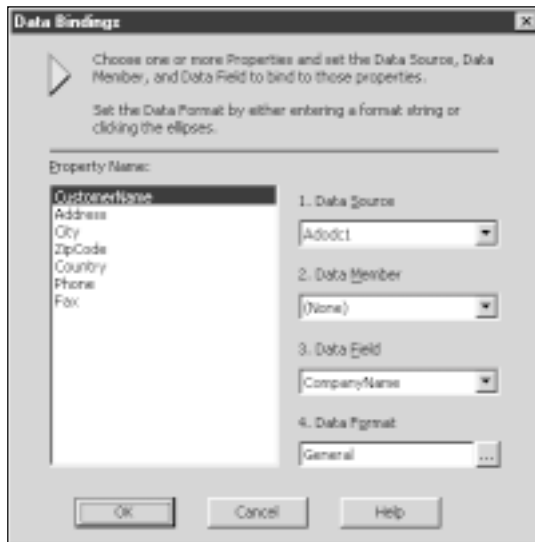 Data Bindings
Choose one or more Properties and set the Data Source, Data
Member, and Data Field to bind to those properties.
Set the Data Format by either entering a format string or
clicking the ellipses.
Property Name:
CustomerName
Address
City
ZipCode
Country
Phone
Fax
1. Data Source
Adodct
2. Data Member
(None)
3. Data Field
CompanyName
4. Data Format
General
...
OK
Cancel
Help